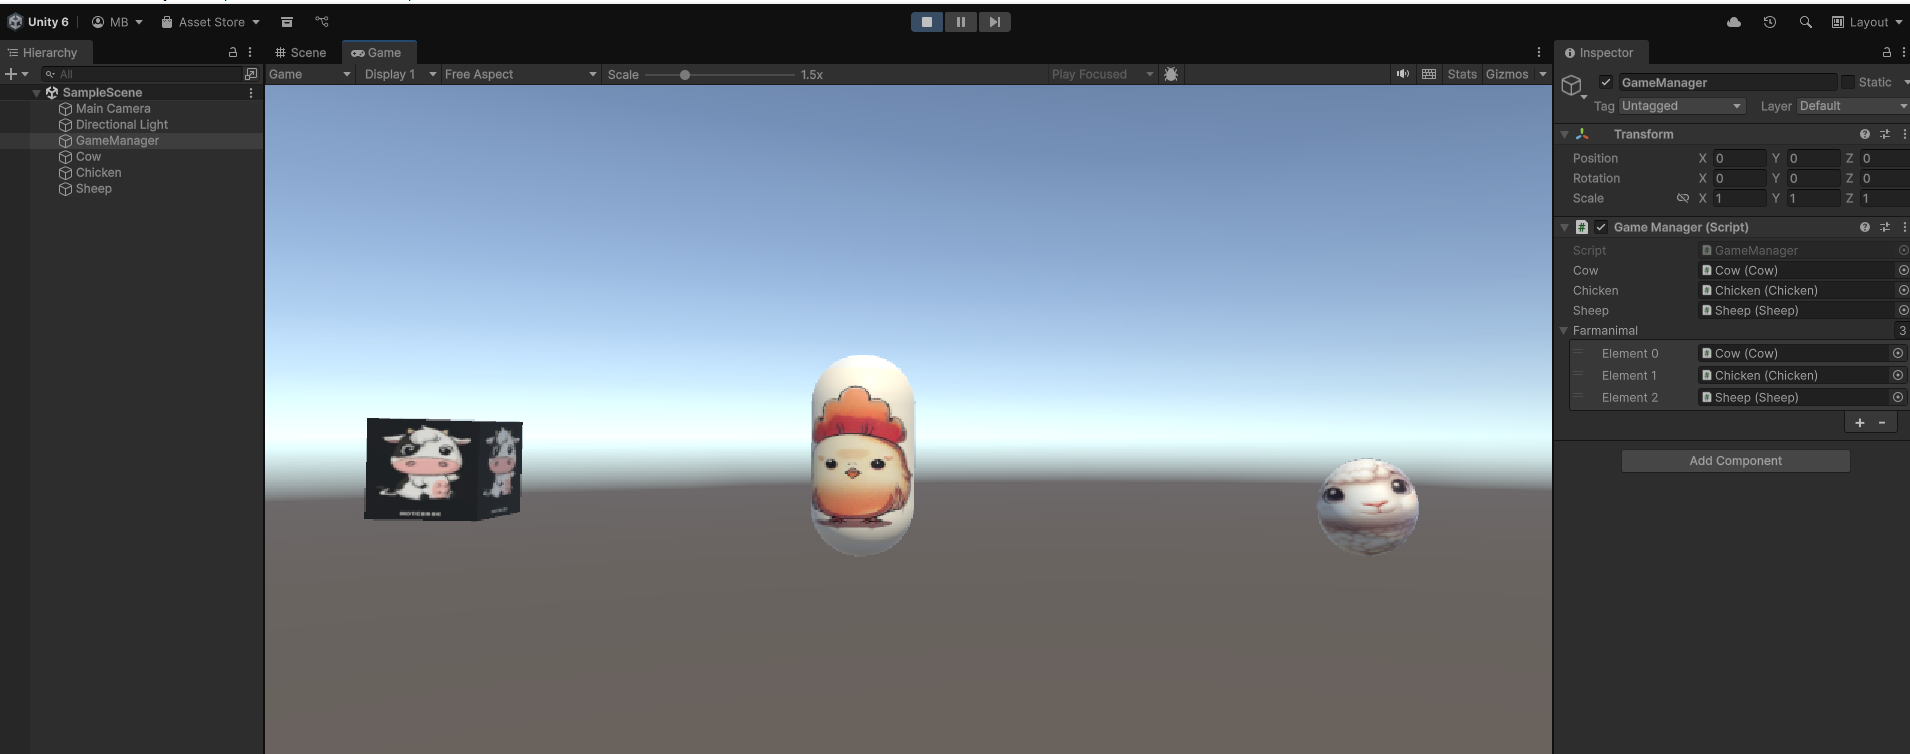 Unity 6 MB Asset Store Layout
Hierarchy Scene Game Inspector
All Game Display 1 Free Aspect Scale 1.5x Play Focused Stats Gizmos
SampleScene
Main Camera
Directional Light
GameManager
Cow
Chicken
Sheep
GameManager Static
Tag Untagged Layer Default
Transform
Position X 0 Y 0 Z 0
Rotation X 0 Y 0 Z 0
Scale X 1 Y 1 Z 1
# Game Manager (Script)
Script GameManager
Cow Cow (Cow)
Chicken Chicken (Chicken)
Sheep Sheep (Sheep)
Farmanimal 3
Element 0 Cow (Cow)
Element 1 Chicken (Chicken)
Element 2 Sheep (Sheep)
+ -
Add Component